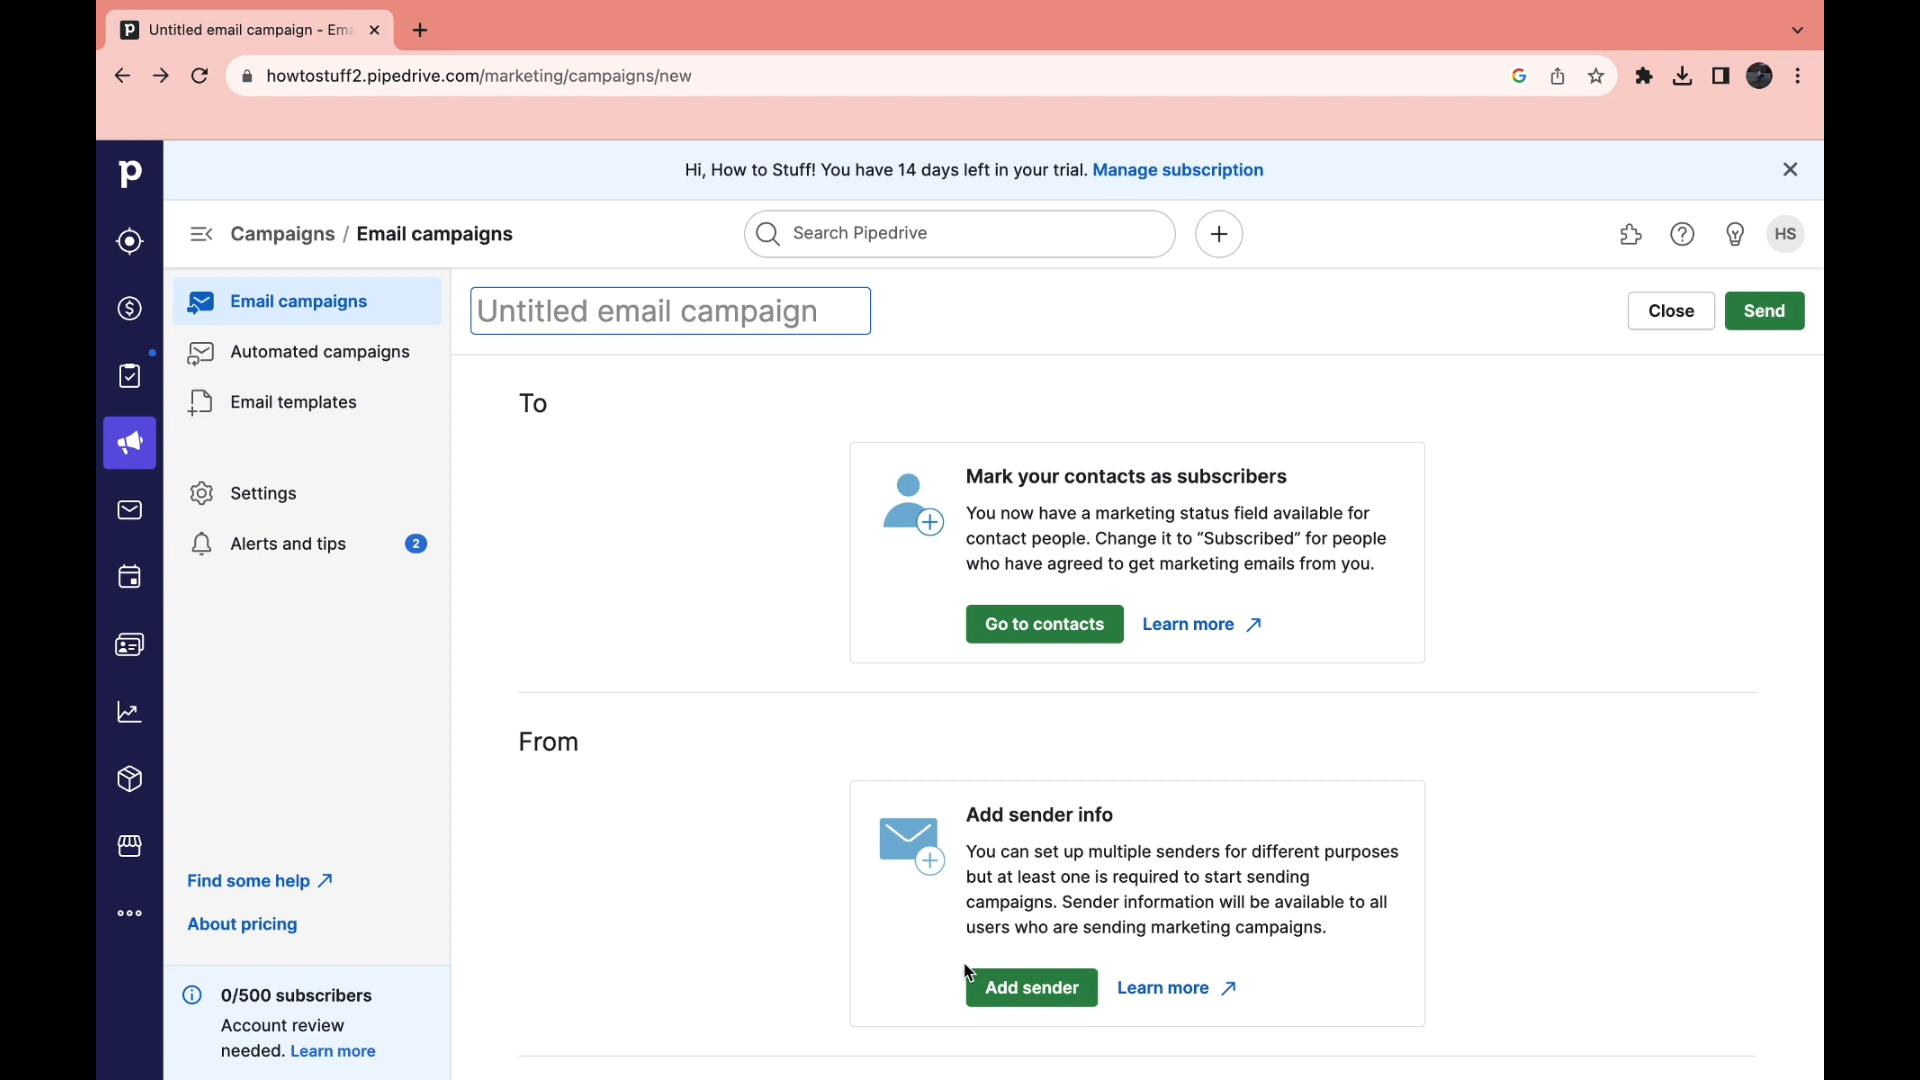 Untitled email campaign - Ema
howtostuff2.pipedrive.com/marketing/campaigns/new
Hi, How to Stuff! You have 14 days left in your trial. Manage subscription
Campaigns / Email campaigns
Search Pipedrive
HS
Email campaigns
Automated campaigns
Email templates
Settings
Alerts and tips 2
Find some help
About pricing
0/500 subscribers
Account review
needed. Learn more
Untitled email campaign
Close
Send
To
Mark your contacts as subscribers
You now have a marketing status field available for
contact people. Change it to “Subscribed” for people
who have agreed to get marketing emails from you.
Go to contacts
Learn more
From
Add sender info
You can set up multiple senders for different purposes
but at least one is required to start sending
campaigns. Sender information will be available to all
users who are sending marketing campaigns.
Add sender
Learn more